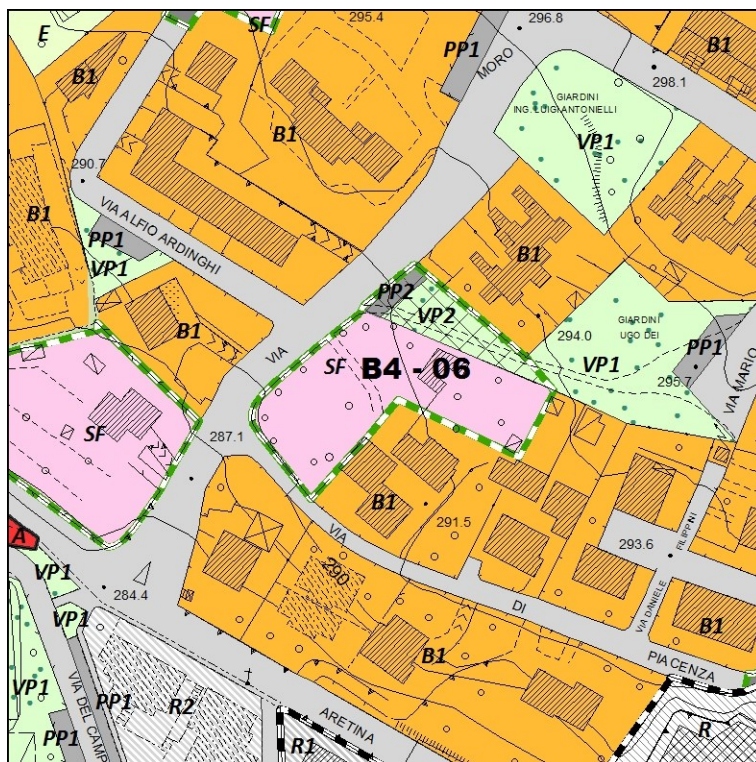 E
SF
295.4
296.8
PP1
MORO
298.1
B1
B1
GIARDINI
ING. LUIGI ANTONIELLI
VP1
B1
290.7
B1
VIA ALFIO ARDINGHI
PP1
VP1
B1
PP2
VP2
GIARDINI
UGO DEI
294.0
VP1
PP1
295.7
VIA MARIO
B1
VIA
SF
B4 - 06
SF
287.1
B1
291.5
VIA
FILIPPINI
293.6
A
VP1
290
284.4
DI
VIA DANIELE
VP1
B1
B1
PIACENZA
VP1
VIA DEL CAMP
PP1
R2
ARETINA
PP1
R1
R